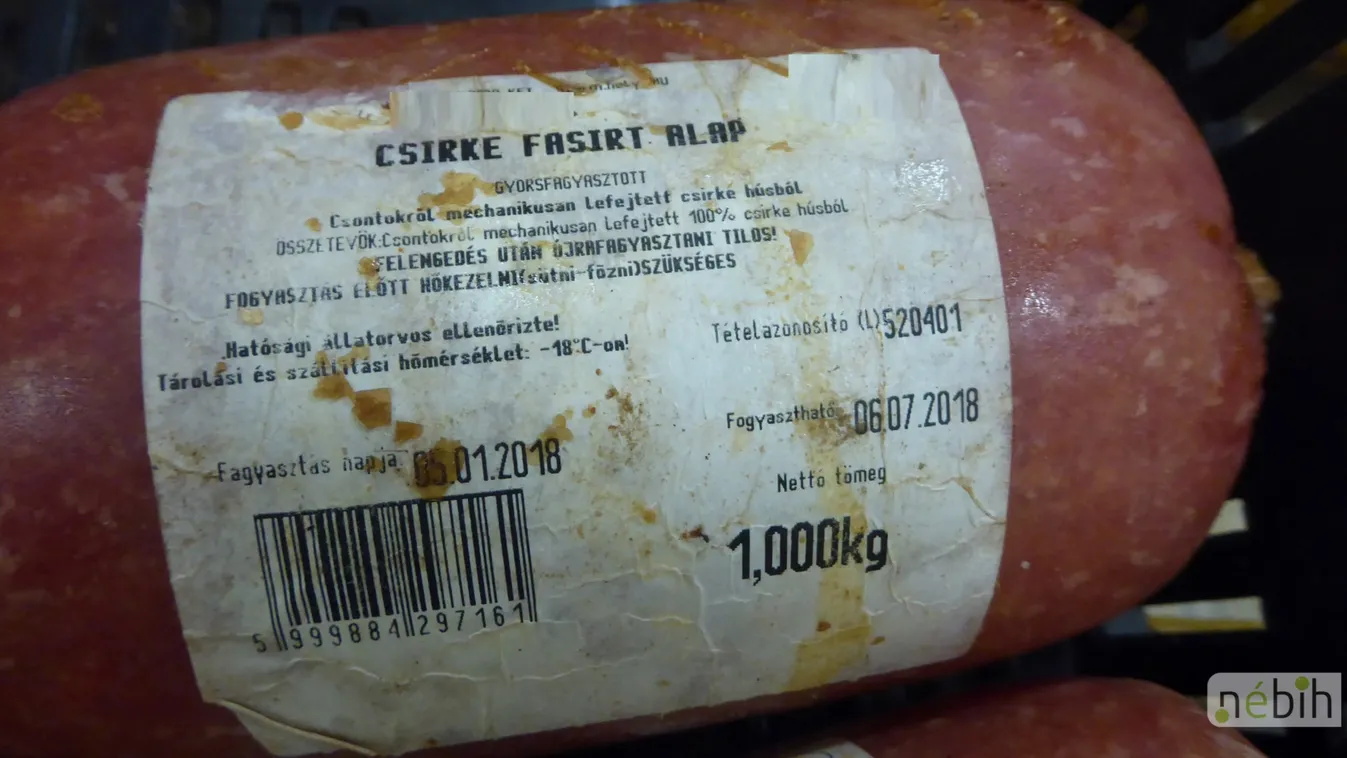 CSIRKE FASIRT ALAP
GYORSFAGYASZTOTT
Csontokról mechanikusan lefejtett csirke húsból
ÖSSZETEVŐK:Csontokról mechanikusan lefejtett 100% csirke húsból
FELENGEDÉS UTÁN ÚJRAFAGYASZTANI TILOS!
FOGYASZTÁS ELŐTT HŐKEZELNI(sütni-főzni)SZÜKSÉGES
Hatósági állatorvos ellenőrizte!
Tárolási és szállítási hőmérséklet: -18°C-on!
Tételazonosító (L)520401
Fogyasztható: 06.07.2018
Fagyasztás napja: 05.01.2018
Nettó tömeg
1,000kg
5 999884 297161
nébih